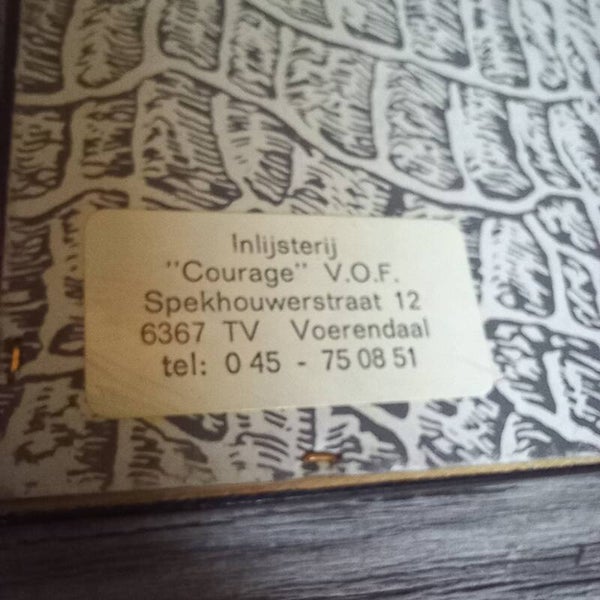 Inlijsterij
"Courage" V.O.F.
Spekhouwerstraat 12
6367 TV Voerendaal
tel: 0 45 - 75 08 51